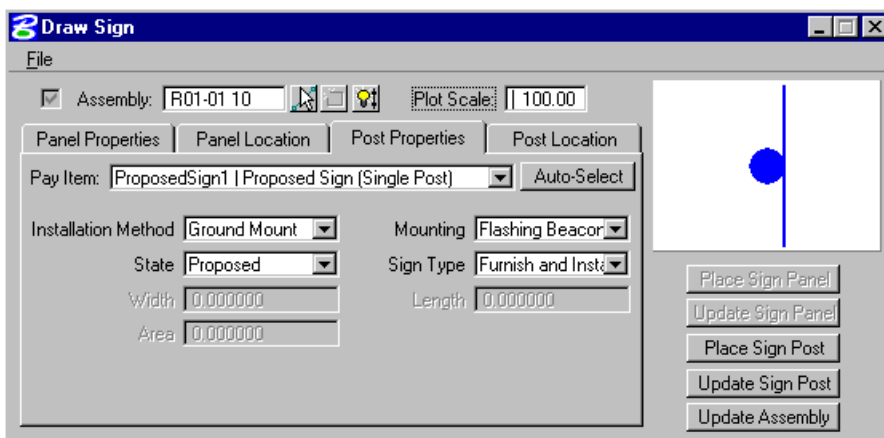 Draw Sign
File
Assembly: R01-01 10 Plot Scale: 100.00
Panel Properties Panel Location Post Properties Post Location
Pay Item: ProposedSign1 | Proposed Sign (Single Post) Auto-Select
Installation Method Ground Mount Mounting Flashing Beacon
State Proposed Sign Type Furnish and Insta
Width 0.000000 Length 0.000000
Area 0.000000
Place Sign Panel
Update Sign Panel
Place Sign Post
Update Sign Post
Update Assembly